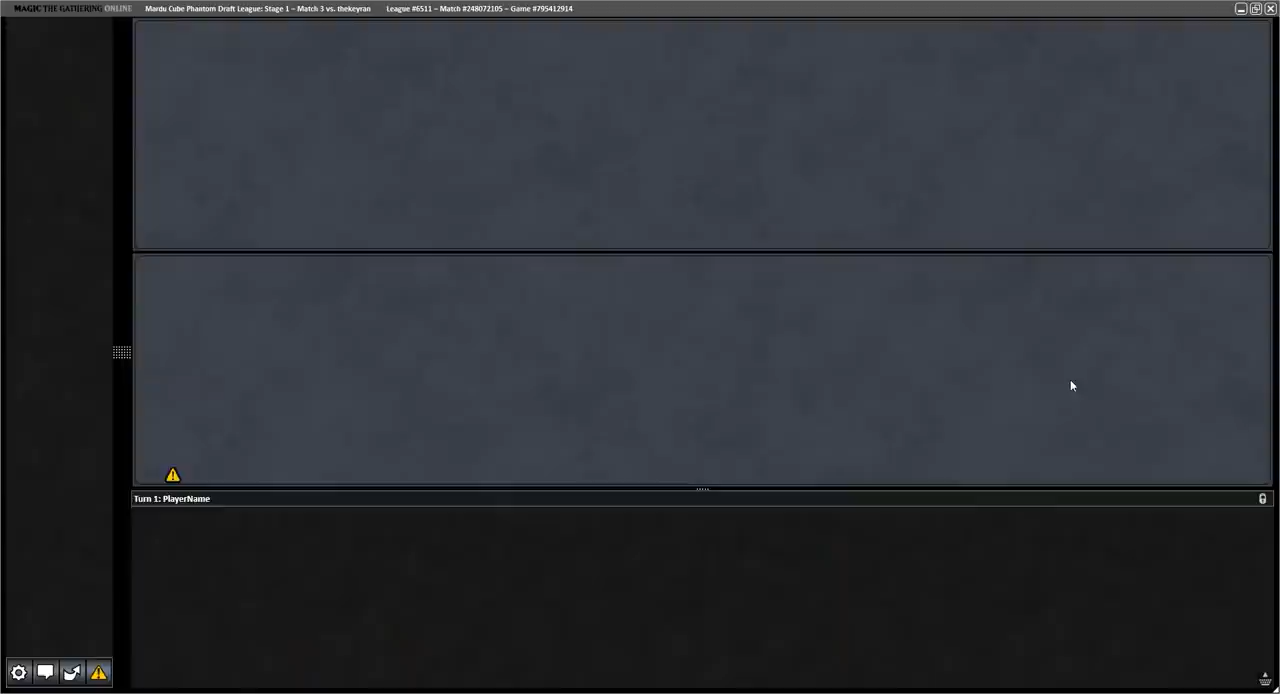 MAGIC THE GATHERING ONLINE Mardu Cube Phantom Draft League: Stage 1 – Match 3 vs. thekeyran League #6511 – Match #248072105 – Game #795412914
Turn 1: PlayerName